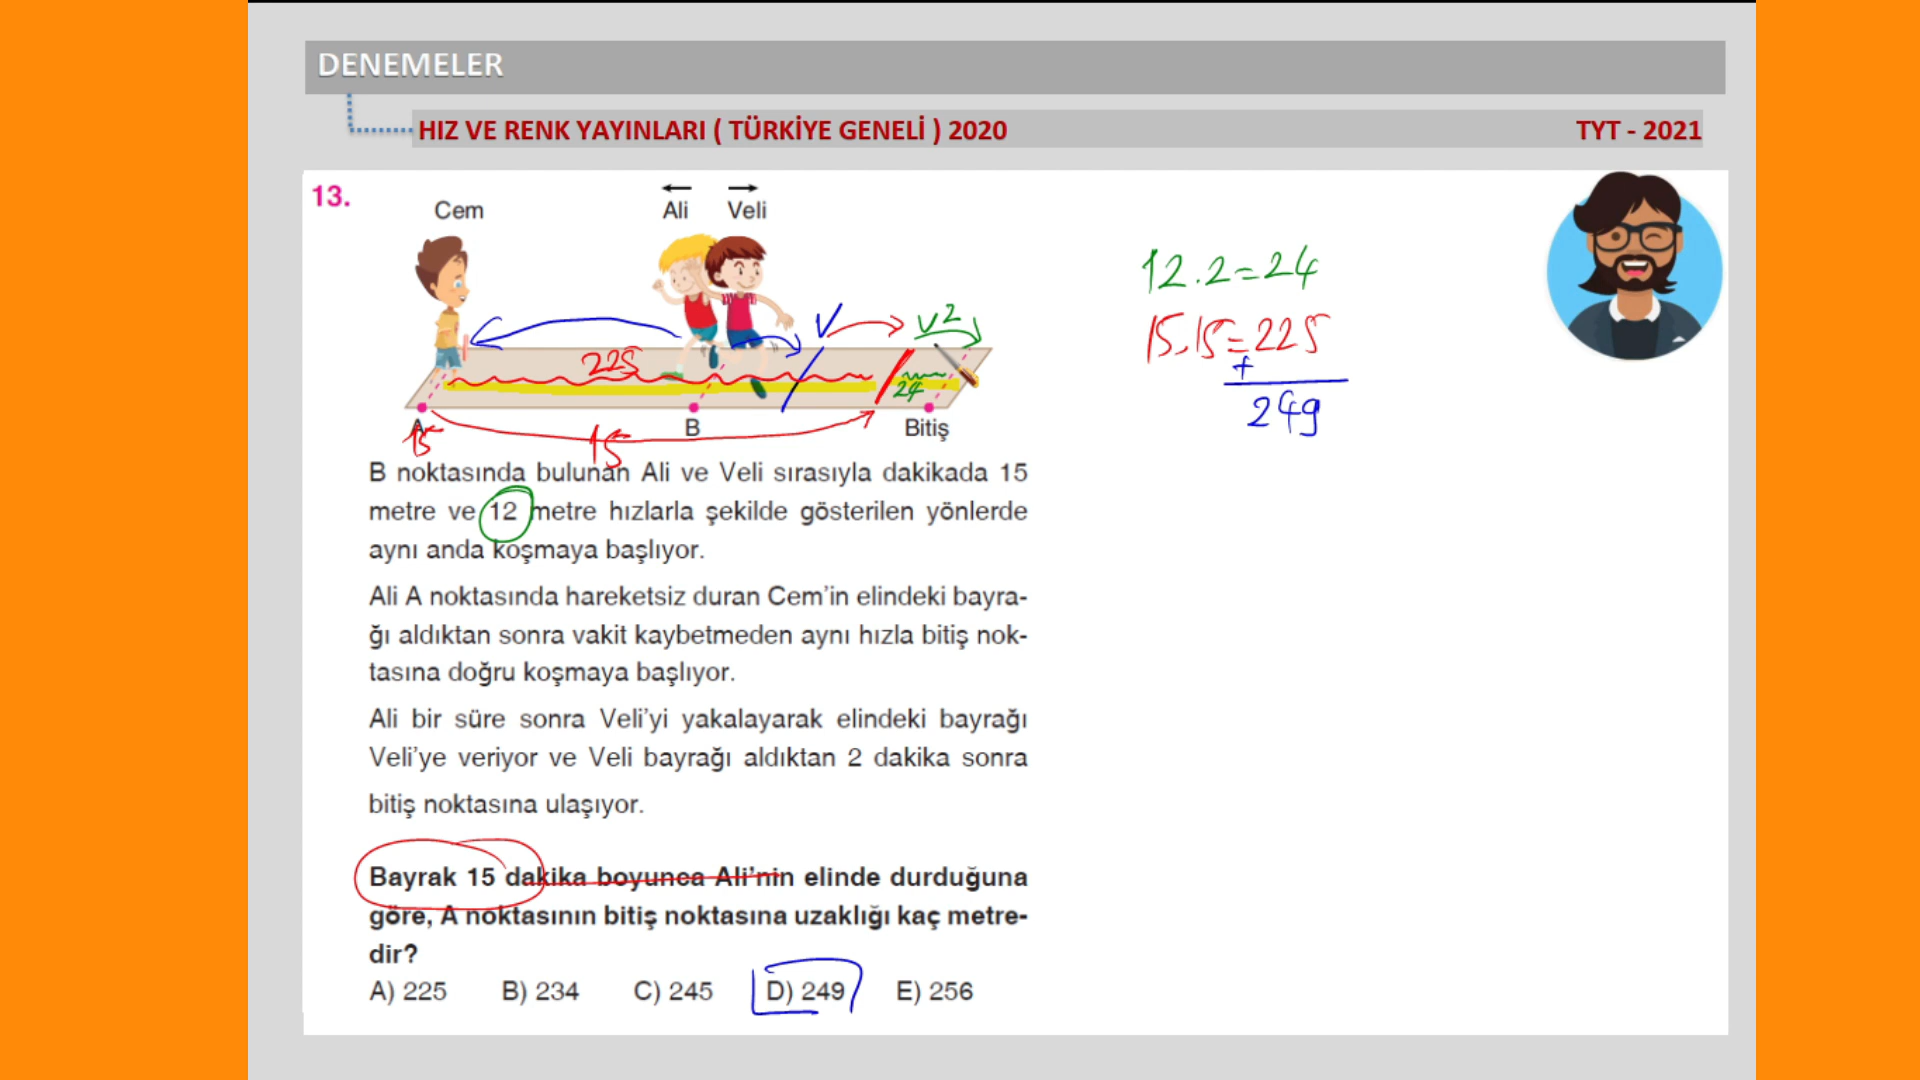 DENEMELER
HIZ VE RENK YAYINLARI ( TÜRKİYE GENELİ ) 2020
TYT - 2021
13.
Cem
Ali Veli
12.2=24
V
V2
15.15=225
+
249
225
24
A
B
Bitiş
15
15
B noktasında bulunan Ali ve Veli sırasıyla dakikada 15
metre ve 12 metre hızlarla şekilde gösterilen yönlerde
aynı anda koşmaya başlıyor.
Ali A noktasında hareketsiz duran Cem'in elindeki bayra-
ğı aldıktan sonra vakit kaybetmeden aynı hızla bitiş nok-
tasına doğru koşmaya başlıyor.
Ali bir süre sonra Veli'yi yakalayarak elindeki bayrağı
Veli'ye veriyor ve Veli bayrağı aldıktan 2 dakika sonra
bitiş noktasına ulaşıyor.
Bayrak 15 dakika boyunca Ali'nin elinde durduğuna
göre, A noktasının bitiş noktasına uzaklığı kaç metre-
dir?
A) 225 B) 234 C) 245 D) 249 E) 256